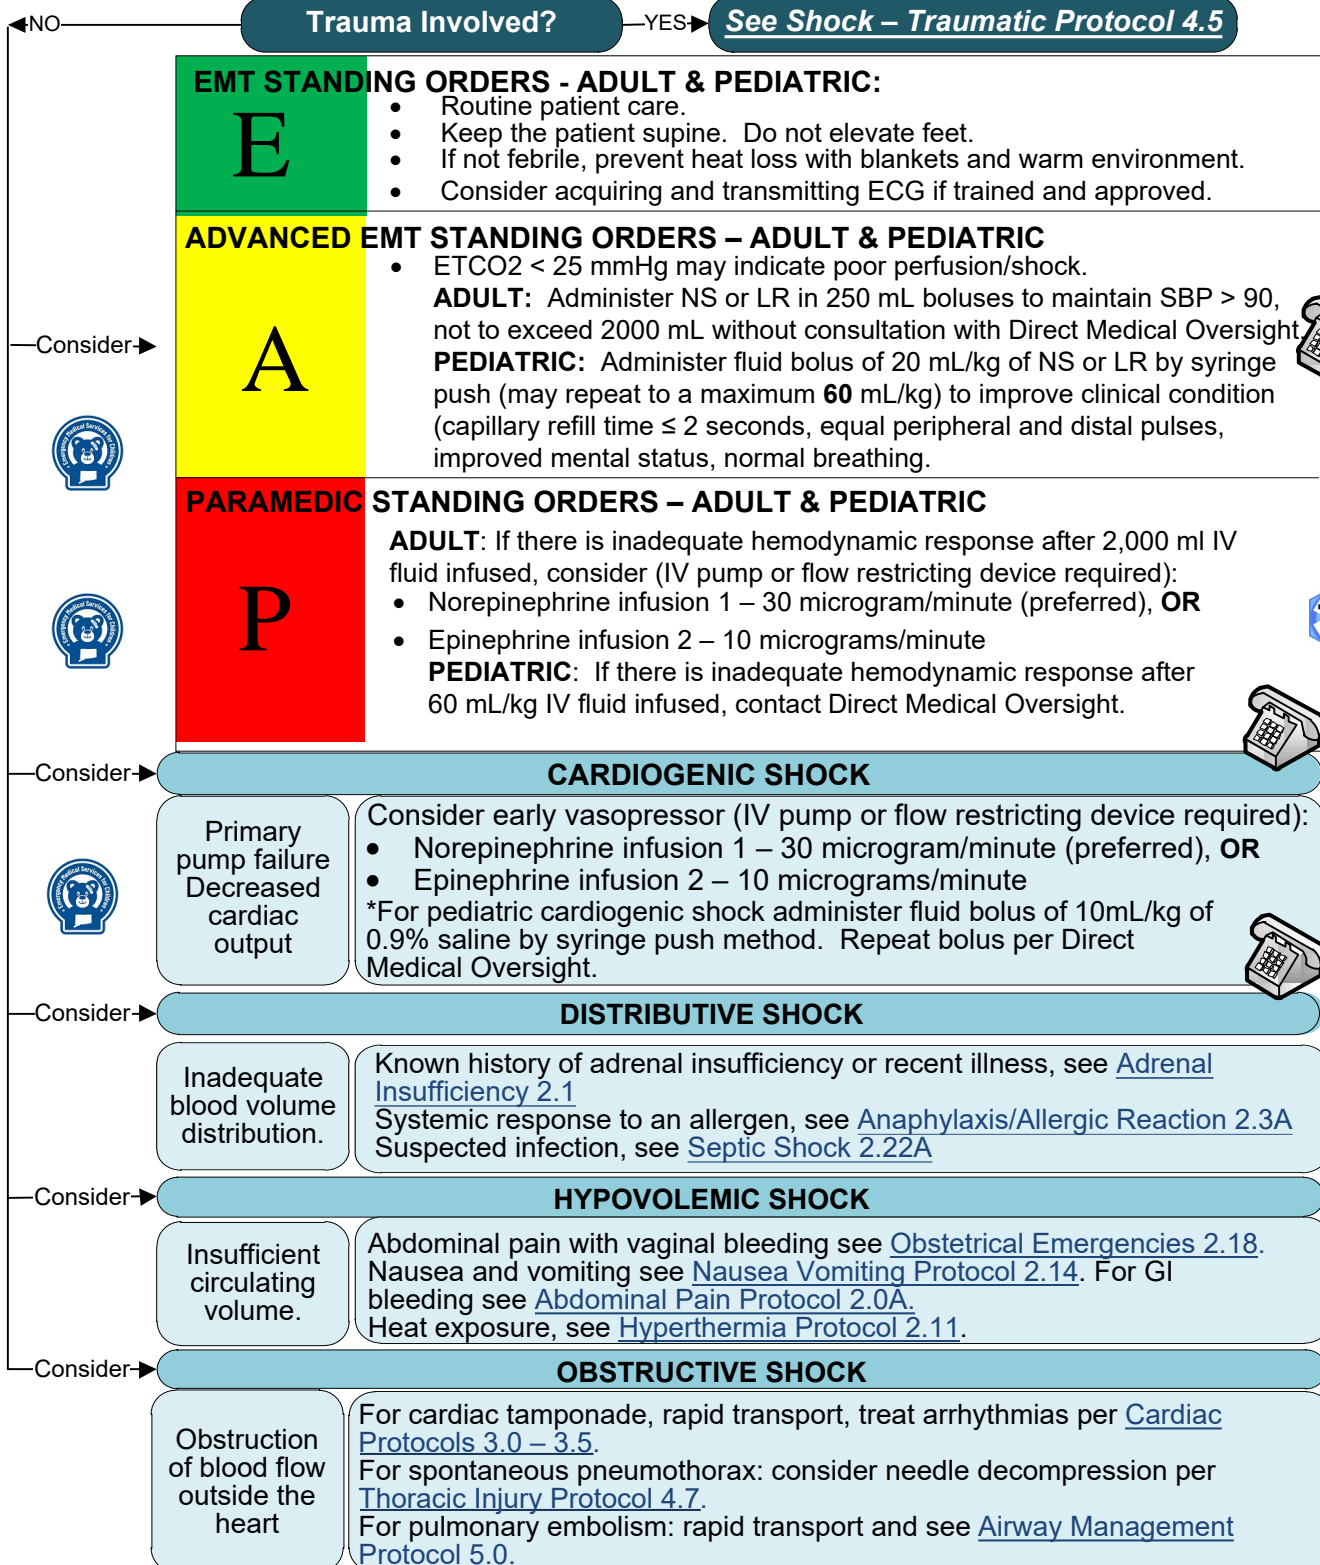 NO
Trauma Involved?
YES
See Shock – Traumatic Protocol 4.5
EMT STANDING ORDERS - ADULT & PEDIATRIC:
E
• Routine patient care.
• Keep the patient supine. Do not elevate feet.
• If not febrile, prevent heat loss with blankets and warm environment.
• Consider acquiring and transmitting ECG if trained and approved.
Consider
ADVANCED EMT STANDING ORDERS – ADULT & PEDIATRIC
A
• ETCO2 < 25 mmHg may indicate poor perfusion/shock.
ADULT: Administer NS or LR in 250 mL boluses to maintain SBP > 90,
not to exceed 2000 mL without consultation with Direct Medical Oversight.
PEDIATRIC: Administer fluid bolus of 20 mL/kg of NS or LR by syringe
push (may repeat to a maximum 60 mL/kg) to improve clinical condition
(capillary refill time ≤ 2 seconds, equal peripheral and distal pulses,
improved mental status, normal breathing.
Emergency Medical Services for Children
PARAMEDIC STANDING ORDERS – ADULT & PEDIATRIC
P
ADULT: If there is inadequate hemodynamic response after 2,000 ml IV
fluid infused, consider (IV pump or flow restricting device required):
• Norepinephrine infusion 1 – 30 microgram/minute (preferred), OR
• Epinephrine infusion 2 – 10 micrograms/minute
PEDIATRIC: If there is inadequate hemodynamic response after
60 mL/kg IV fluid infused, contact Direct Medical Oversight.
Emergency Medical Services for Children
Consider
CARDIOGENIC SHOCK
Primary
pump failure
Decreased
cardiac
output
Consider early vasopressor (IV pump or flow restricting device required):
• Norepinephrine infusion 1 – 30 microgram/minute (preferred), OR
• Epinephrine infusion 2 – 10 micrograms/minute
*For pediatric cardiogenic shock administer fluid bolus of 10mL/kg of
0.9% saline by syringe push method. Repeat bolus per Direct
Medical Oversight.
Emergency Medical Services for Children
Consider
DISTRIBUTIVE SHOCK
Inadequate
blood volume
distribution.
Known history of adrenal insufficiency or recent illness, see Adrenal
Insufficiency 2.1
Systemic response to an allergen, see Anaphylaxis/Allergic Reaction 2.3A
Suspected infection, see Septic Shock 2.22A
Consider
HYPOVOLEMIC SHOCK
Insufficient
circulating
volume.
Abdominal pain with vaginal bleeding see Obstetrical Emergencies 2.18.
Nausea and vomiting see Nausea Vomiting Protocol 2.14. For GI
bleeding see Abdominal Pain Protocol 2.0A.
Heat exposure, see Hyperthermia Protocol 2.11.
Consider
OBSTRUCTIVE SHOCK
Obstruction
of blood flow
outside the
heart
For cardiac tamponade, rapid transport, treat arrhythmias per Cardiac
Protocols 3.0 – 3.5.
For spontaneous pneumothorax: consider needle decompression per
Thoracic Injury Protocol 4.7.
For pulmonary embolism: rapid transport and see Airway Management
Protocol 5.0.